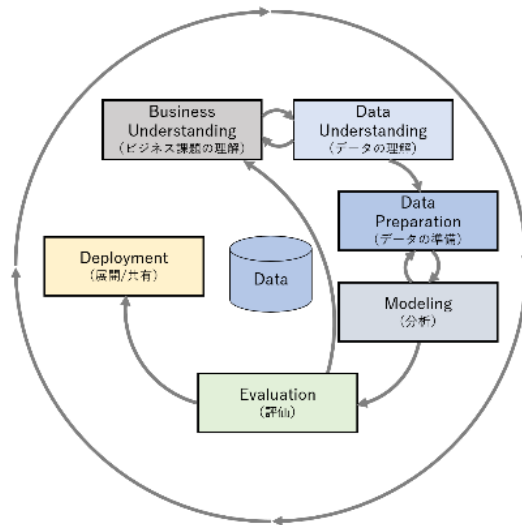 Business
Understanding
(ビジネス課題の理解)
Data
Understanding
(データの理解)
Data
Preparation
(データの準備)
Deployment
(展開/共有)
Data
Modeling
(分析)
Evaluation
(評価)